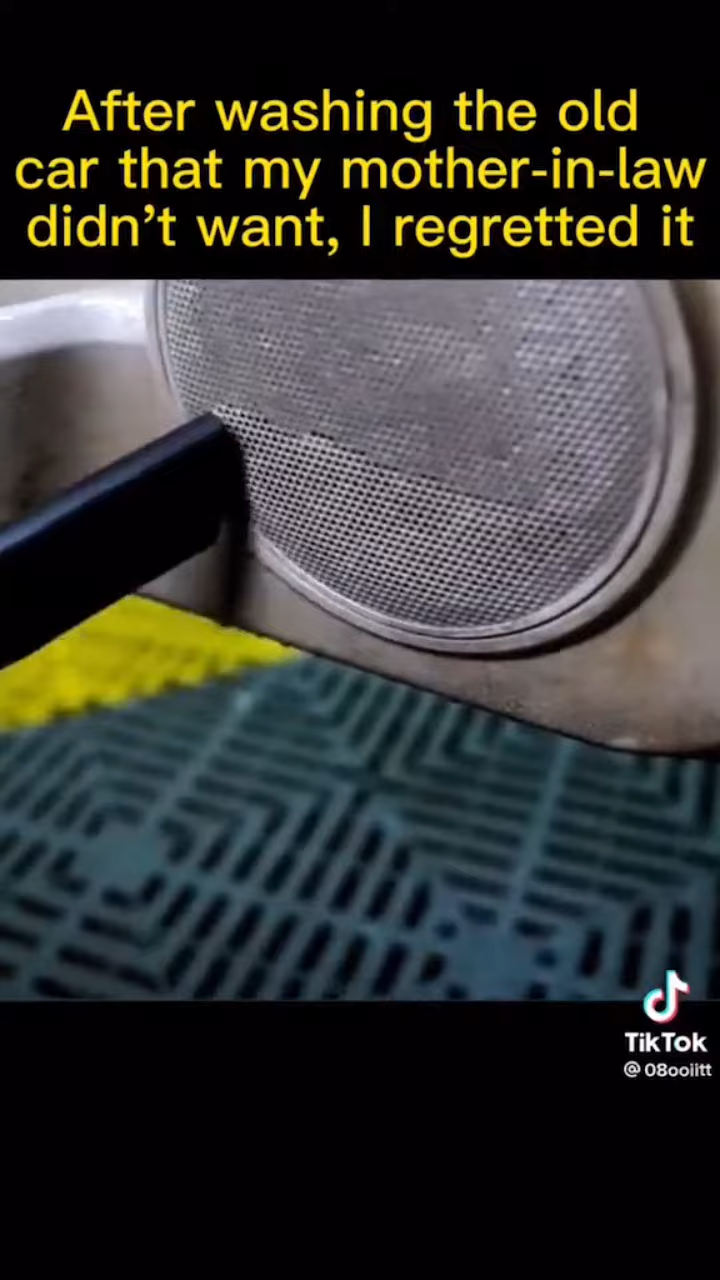 After washing the old
car that my mother-in-law
didn’t want, I regretted it
TikTok
@08ooiitt